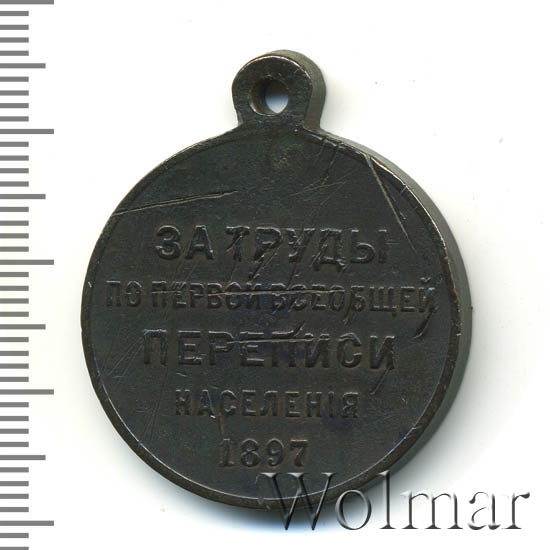 ЗА ТРУДЫ
ПО ПЕРВОЙ ВСЕОБЩЕЙ
ПЕРЕПИСИ
НАСЕЛЕНІЯ
1897
Wolmar